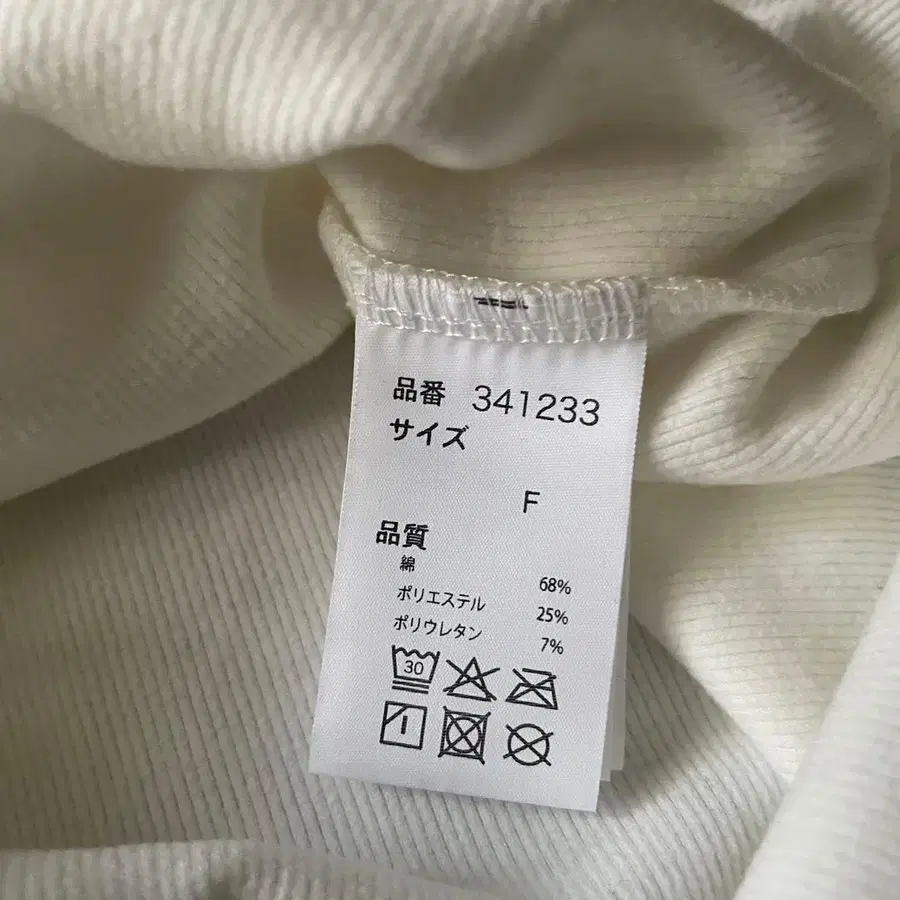 品番 341233
サイズ
F
品質
綿 68%
ポリエステル 25%
ポリウレタン 7%
30